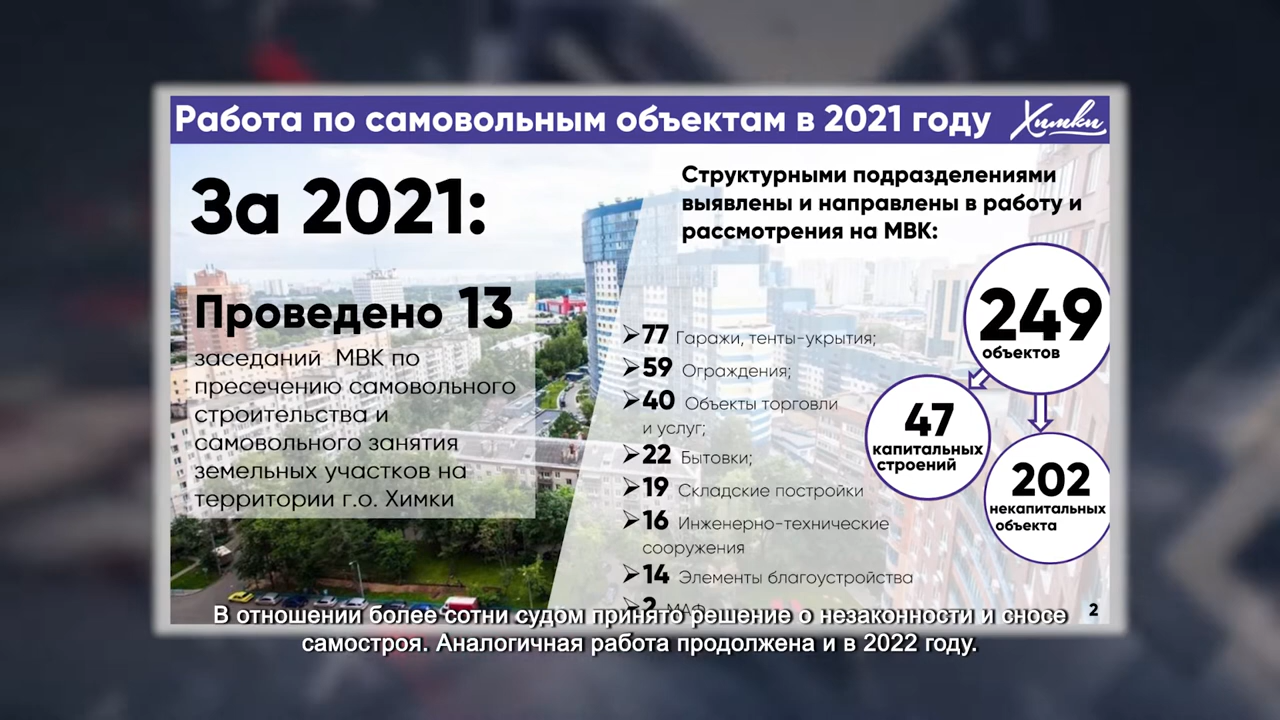 Работа по самовольным объектам в 2021 году
Химки
За 2021:
Проведено 13
заседаний МВК по
пресечению самовольного
строительства и
самовольного занятия
земельных участков на
территории г.о. Химки
Структурными подразделениями
выявлены и направлены в работу и
рассмотрения на МВК:
77 Гаражи, тенты-укрытия;
59 Ограждения;
40 Объекты торговли
и услуг;
22 Бытовки;
19 Складские постройки
16 Инженерно-технические
сооружения
14 Элементы благоустройства
2 МАФ
249
объектов
47
капитальных
строений
202
некапитальных
объекта
2
В отношении более сотни судом принято решение о незаконности и сносе
самостроя. Аналогичная работа продолжена и в 2022 году.